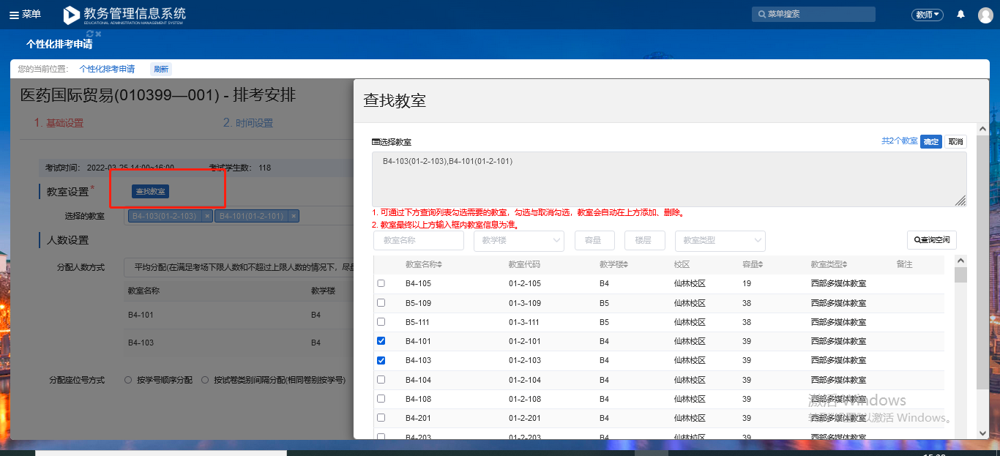 菜单
教务管理信息系统
EDUCATIONAL ADMINISTRATION MANAGEMENT SYSTEM
菜单搜索
教师
个性化排考申请
您的当前位置： 个性化排考申请 刷新
医药国际贸易(010399—001) - 排考安排
1. 基础设置 2. 时间设置
考试时间: 2022-03-25 14:00~16:00 考试学生数: 118
教室设置* 查找教室
选择的教室 B4-103(01-2-103) × B4-101(01-2-101) ×
人数设置
分配人数方式 平均分配(在满足考场下限人数和不超过上限人数的情况下，尽
教室名称 教学楼
B4-101 B4
B4-103 B4
分配座位号方式 按学号顺序分配 按试卷类别间隔分配(相同卷别按学号)
查找教室
选择教室 共2个教室 确定 取消
B4-103(01-2-103),B4-101(01-2-101)
1. 可通过下方查询列表勾选需要的教室，勾选与取消勾选，教室会自动在上方添加、删除。
2. 教室最终以上方输入框内教室信息为准。
教室名称 教学楼 容量 楼层 教室类型 查询空闲
教室名称 教室代码 教学楼 校区 容量 教室类型 备注
B4-105 01-2-105 B4 仙林校区 19 西部多媒体教室
B5-109 01-3-109 B5 仙林校区 38 西部多媒体教室
B5-111 01-3-111 B5 仙林校区 38 西部多媒体教室
B4-101 01-2-101 B4 仙林校区 39 西部多媒体教室
B4-103 01-2-103 B4 仙林校区 39 西部多媒体教室
B4-104 01-2-104 B4 仙林校区 39 西部多媒体教室
B4-108 01-2-108 B4 仙林校区 39 西部多媒体教室
B4-201 01-2-201 B4 仙林校区 39 西部多媒体教室
B4-203 01-2-203 B4 仙林校区 39 西部多媒体教室
激活 Windows
转到"设置"以激活 Windows。